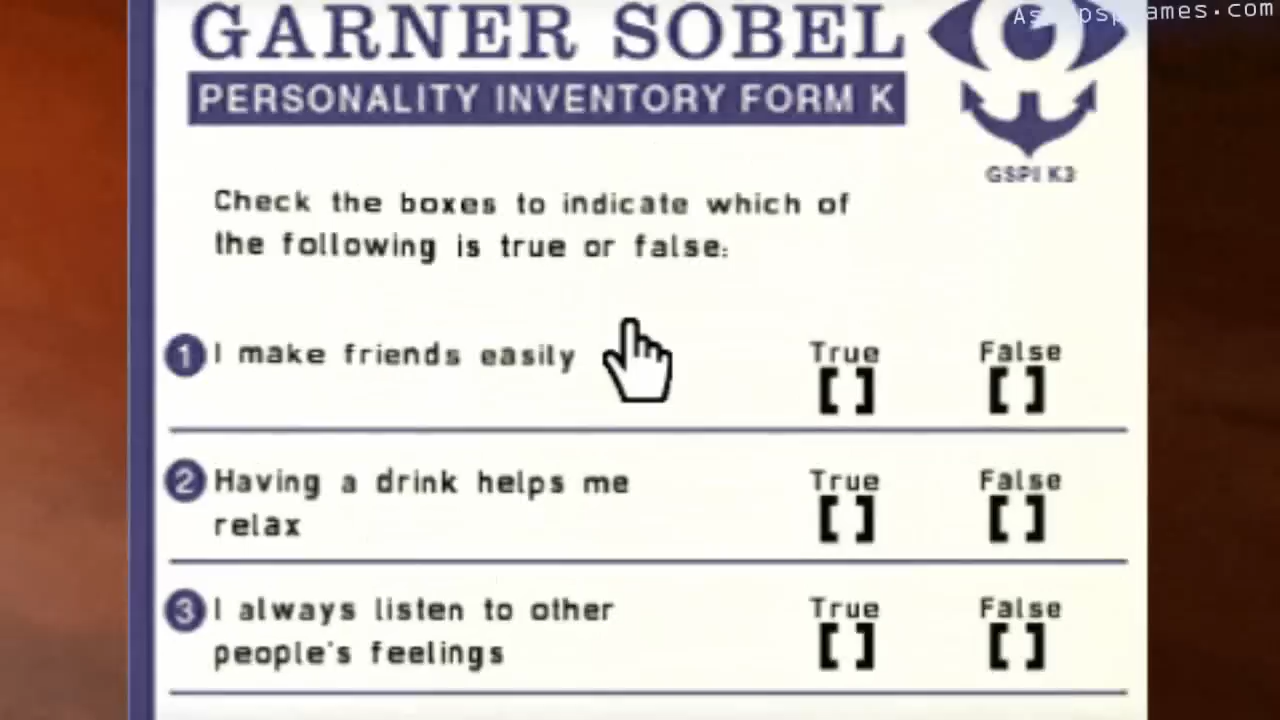 GARNER SOBEL
PERSONALITY INVENTORY FORM K
GSPI K3
Check the boxes to indicate which of
the following is true or false:
1 I make friends easily True False
[ ] [ ]
2 Having a drink helps me True False
relax [ ] [ ]
3 I always listen to other True False
people's feelings [ ] [ ]